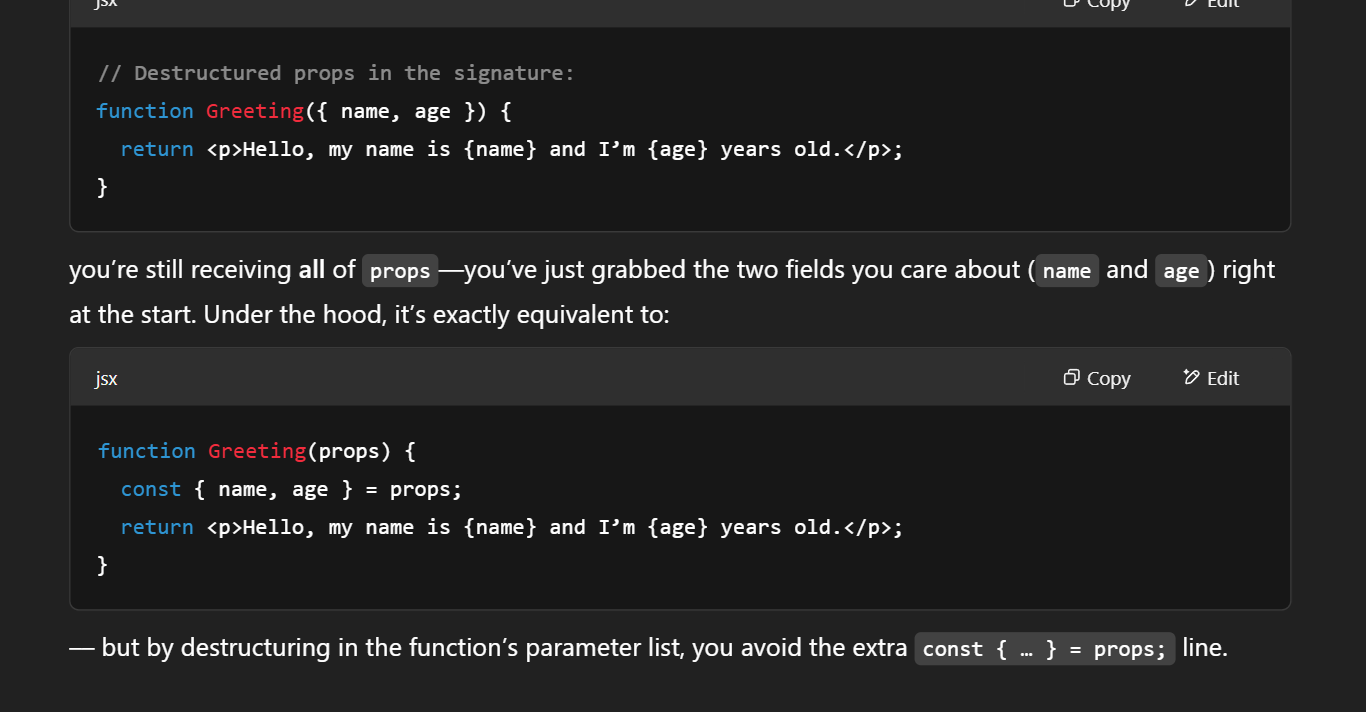 jsx Copy Edit
// Destructured props in the signature:
function Greeting({ name, age }) {
  return <p>Hello, my name is {name} and I’m {age} years old.</p>;
}
you’re still receiving all of props—you’ve just grabbed the two fields you care about (name and age) right
at the start. Under the hood, it’s exactly equivalent to:
jsx Copy Edit
function Greeting(props) {
  const { name, age } = props;
  return <p>Hello, my name is {name} and I’m {age} years old.</p>;
}
— but by destructuring in the function’s parameter list, you avoid the extra const { … } = props; line.